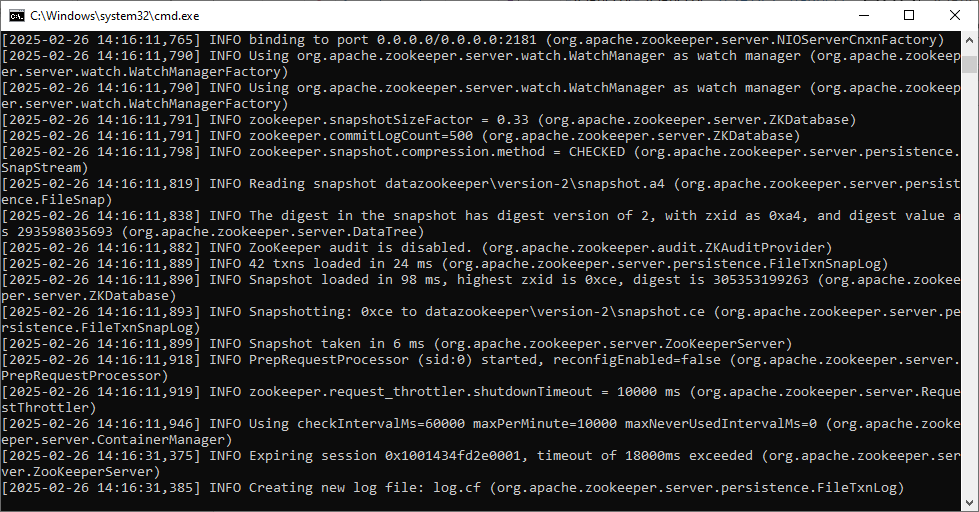 C:\Windows\system32\cmd.exe
[2025-02-26 14:16:11,765] INFO binding to port 0.0.0.0/0.0.0.0:2181 (org.apache.zookeeper.server.NIOServerCnxnFactory)
[2025-02-26 14:16:11,790] INFO Using org.apache.zookeeper.server.watch.WatchManager as watch manager (org.apache.zookeep
er.server.watch.WatchManagerFactory)
[2025-02-26 14:16:11,790] INFO Using org.apache.zookeeper.server.watch.WatchManager as watch manager (org.apache.zookeep
er.server.watch.WatchManagerFactory)
[2025-02-26 14:16:11,791] INFO zookeeper.snapshotSizeFactor = 0.33 (org.apache.zookeeper.server.ZKDatabase)
[2025-02-26 14:16:11,791] INFO zookeeper.commitLogCount=500 (org.apache.zookeeper.server.ZKDatabase)
[2025-02-26 14:16:11,798] INFO zookeeper.snapshot.compression.method = CHECKED (org.apache.zookeeper.server.persistence.
SnapStream)
[2025-02-26 14:16:11,819] INFO Reading snapshot datazookeeper\version-2\snapshot.a4 (org.apache.zookeeper.server.persist
ence.FileSnap)
[2025-02-26 14:16:11,838] INFO The digest in the snapshot has digest version of 2, with zxid as 0xa4, and digest value a
s 293598035693 (org.apache.zookeeper.server.DataTree)
[2025-02-26 14:16:11,882] INFO ZooKeeper audit is disabled. (org.apache.zookeeper.audit.ZKAuditProvider)
[2025-02-26 14:16:11,889] INFO 42 txns loaded in 24 ms (org.apache.zookeeper.server.persistence.FileTxnSnapLog)
[2025-02-26 14:16:11,890] INFO Snapshot loaded in 98 ms, highest zxid is 0xce, digest is 305353199263 (org.apache.zookee
per.server.ZKDatabase)
[2025-02-26 14:16:11,893] INFO Snapshotting: 0xce to datazookeeper\version-2\snapshot.ce (org.apache.zookeeper.server.pe
rsistence.FileTxnSnapLog)
[2025-02-26 14:16:11,899] INFO Snapshot taken in 6 ms (org.apache.zookeeper.server.ZooKeeperServer)
[2025-02-26 14:16:11,918] INFO PrepRequestProcessor (sid:0) started, reconfigEnabled=false (org.apache.zookeeper.server.
PrepRequestProcessor)
[2025-02-26 14:16:11,919] INFO zookeeper.request_throttler.shutdownTimeout = 10000 ms (org.apache.zookeeper.server.Reque
stThrottler)
[2025-02-26 14:16:11,946] INFO Using checkIntervalMs=60000 maxPerMinute=10000 maxNeverUsedIntervalMs=0 (org.apache.zooke
eper.server.ContainerManager)
[2025-02-26 14:16:31,375] INFO Expiring session 0x1001434fd2e0001, timeout of 18000ms exceeded (org.apache.zookeeper.ser
ver.ZooKeeperServer)
[2025-02-26 14:16:31,385] INFO Creating new log file: log.cf (org.apache.zookeeper.server.persistence.FileTxnLog)